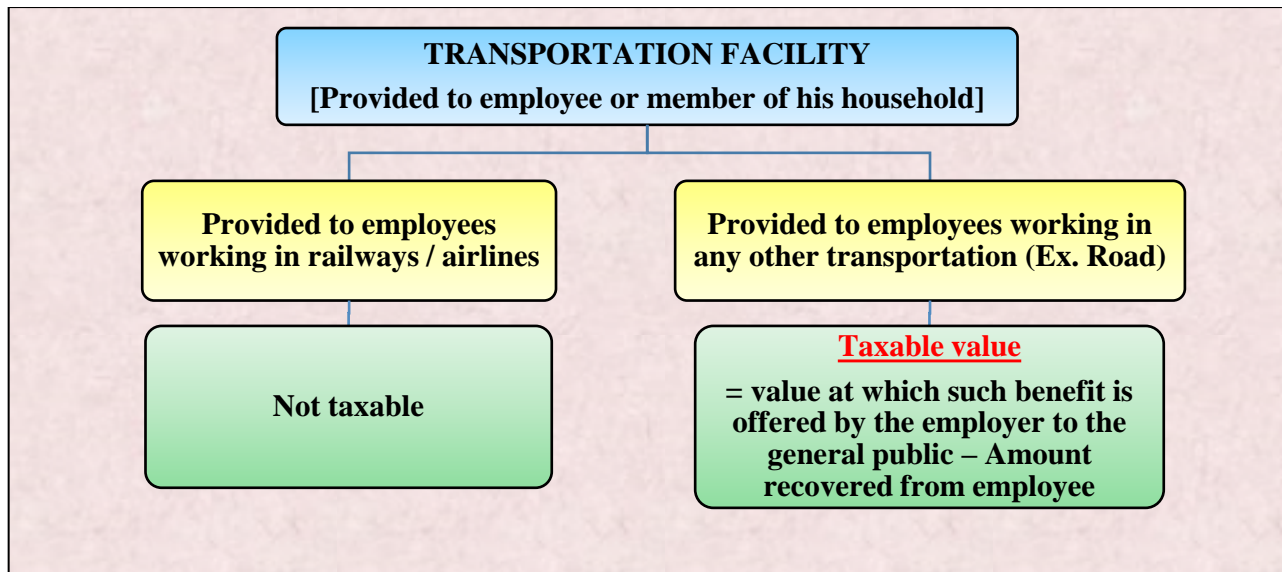 TRANSPORTATION FACILITY
[Provided to employee or member of his household]
Provided to employees
working in railways / airlines
Provided to employees working in
any other transportation (Ex. Road)
Not taxable
Taxable value
= value at which such benefit is
offered by the employer to the
general public – Amount
recovered from employee